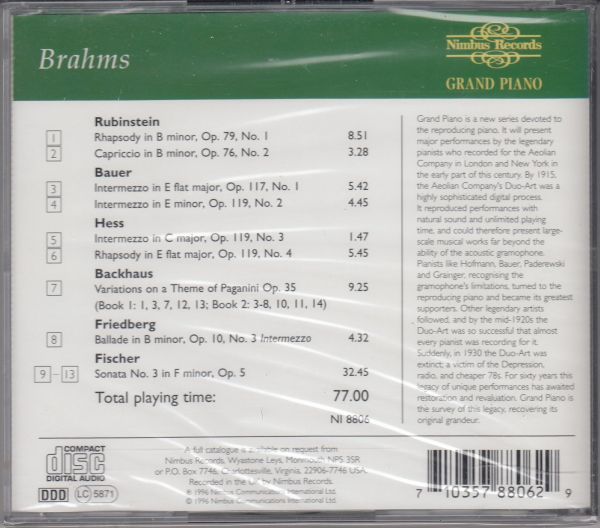 Brahms
Nimbus Records
GRAND PIANO
Rubinstein
1 Rhapsody in B minor, Op. 79, No. 1 8.51
2 Capriccio in B minor, Op. 76, No. 2 3.28
Bauer
3 Intermezzo in E flat major, Op. 117, No. 1 5.42
4 Intermezzo in E minor, Op. 119, No. 2 4.45
Hess
5 Intermezzo in C major, Op. 119, No. 3 1.47
6 Rhapsody in E flat major, Op. 119, No. 4 5.45
Backhaus
7 Variations on a Theme of Paganini Op. 35 9.25
(Book 1: 1, 3, 7, 12, 13; Book 2: 3-8, 10, 11, 14)
Friedberg
8 Ballade in B minor, Op. 10, No. 3 Intermezzo 4.32
Fischer
9 – 13 Sonata No. 3 in F minor, Op. 5 32.45
Total playing time: 77.00
NI 8806
Grand Piano is a new series devoted to
the reproducing piano. It will present
major performances by the legendary
pianists who recorded for the Aeolian
Company in London and New York in
the early part of this century. By 1915,
the Aeolian Company's Duo-Art was a
highly sophisticated digital process.
It reproduced performances with
natural sound and unlimited playing
time, and could therefore present large-
scale musical works far beyond the
ability of the acoustic gramophone.
Pianists like Hofmann, Bauer, Paderewski
and Grainger, recognising the
gramophone's limitations, turned to the
reproducing piano and became its greatest
supporters. Other legendary artists
followed, and by the mid-1920s the
Duo-Art was so successful that almost
every pianist was recording for it.
Suddenly, in 1930 the Duo-Art was
extinct; a victim of the Depression,
radio, and cheaper 78s. For sixty years this
legacy of unique performances has awaited
restoration and revaluation. Grand Piano is
the survey of this legacy, recovering its
original grandeur.
COMPACT
disc
DIGITAL AUDIO
DDD LC 5871
A full catalogue is available on request from
Nimbus Records, Wyastone Leys, Monmouth NP5 3SR
or P.O. Box 7746, Charlottesville, Virginia, 22906-7746 USA.
Recorded in the UK by Nimbus Records.
℗ 1996 Nimbus Communications International Ltd.
© 1996 Nimbus Communications International Ltd.
7 10357 88062 9